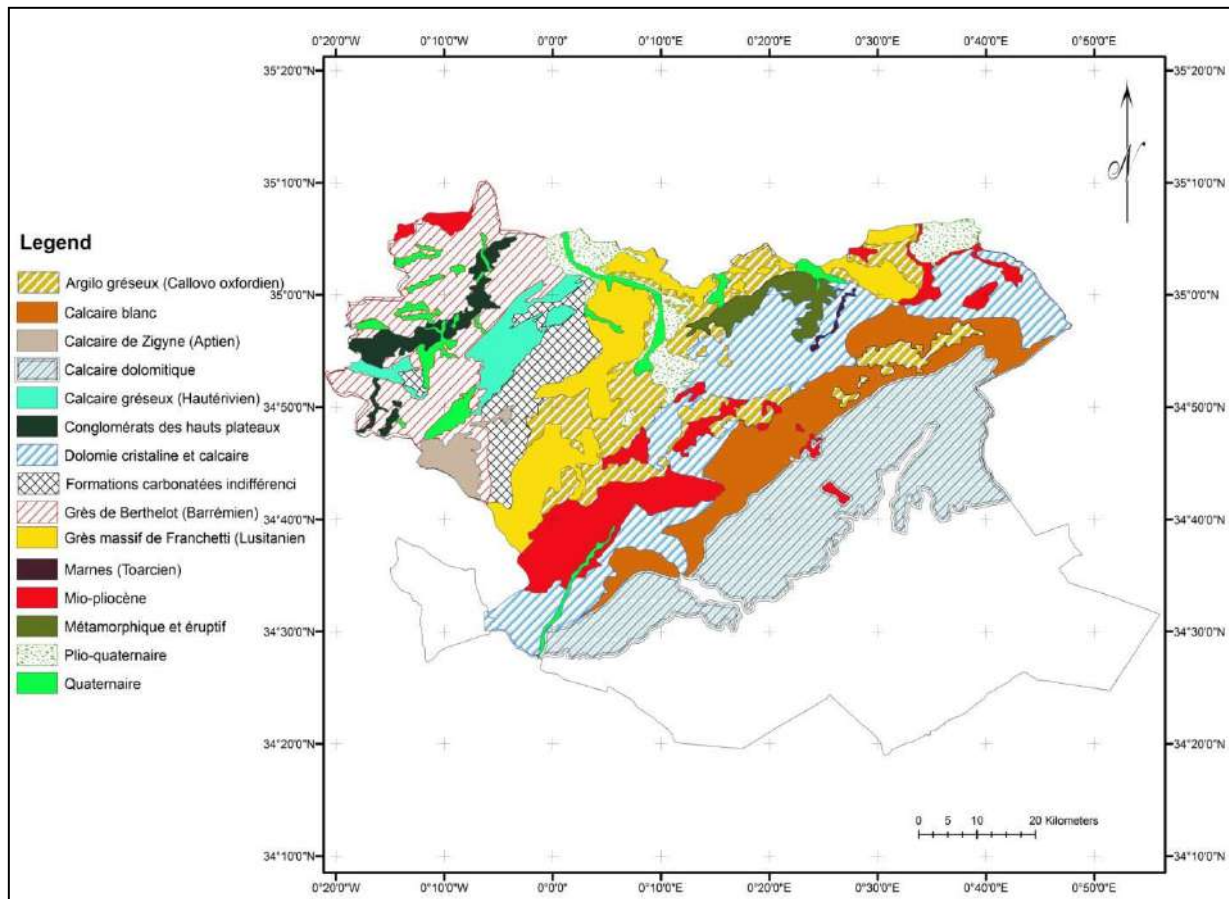 0°20'0"W 0°10'0"W 0°0'0" 0°10'0"E 0°20'0"E 0°30'0"E 0°40'0"E 0°50'0"E
35°20'0"N 35°20'0"N
N
35°10'0"N 35°10'0"N
Legend
Argilo gréseux (Callovo oxfordien)
Calcaire blanc
Calcaire de Zigyne (Aptien)
Calcaire dolomitique
Calcaire gréseux (Hautérivien)
Conglomérats des hauts plateaux
Dolomie cristaline et calcaire
Formations carbonatées indifférenci
Grès de Berthelot (Barrémien)
Grès massif de Franchetti (Lusitanien
Marnes (Toarcien)
Mio-pliocène
Métamorphique et éruptif
Plio-quaternaire
Quaternaire
35°0'0"N 35°0'0"N
34°50'0"N 34°50'0"N
34°40'0"N 34°40'0"N
34°30'0"N 34°30'0"N
34°20'0"N 34°20'0"N
0 5 10 20 Kilometers
34°10'0"N 34°10'0"N
0°20'0"W 0°10'0"W 0°0'0" 0°10'0"E 0°20'0"E 0°30'0"E 0°40'0"E 0°50'0"E